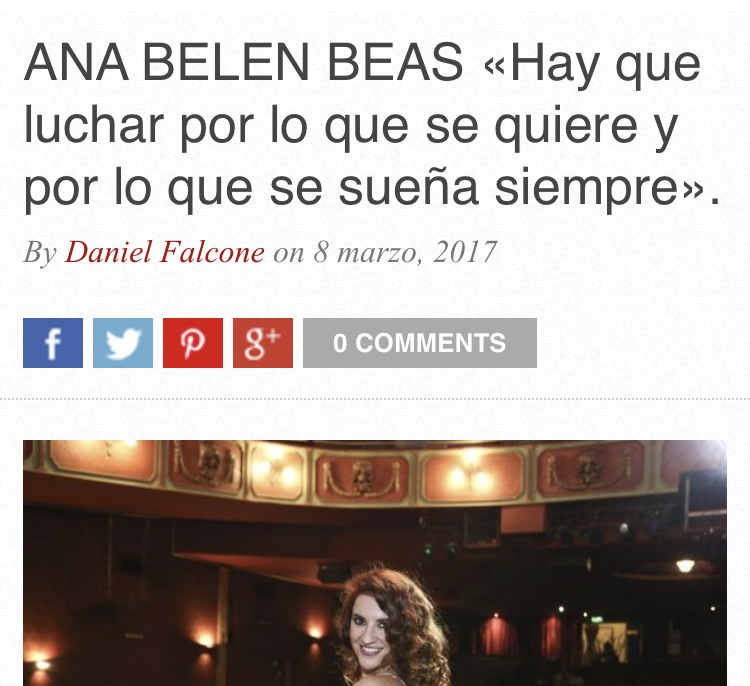 ANA BELEN BEAS «Hay que
luchar por lo que se quiere y
por lo que se sueña siempre».
By Daniel Falcone on 8 marzo, 2017
f g+ 0 COMMENTS